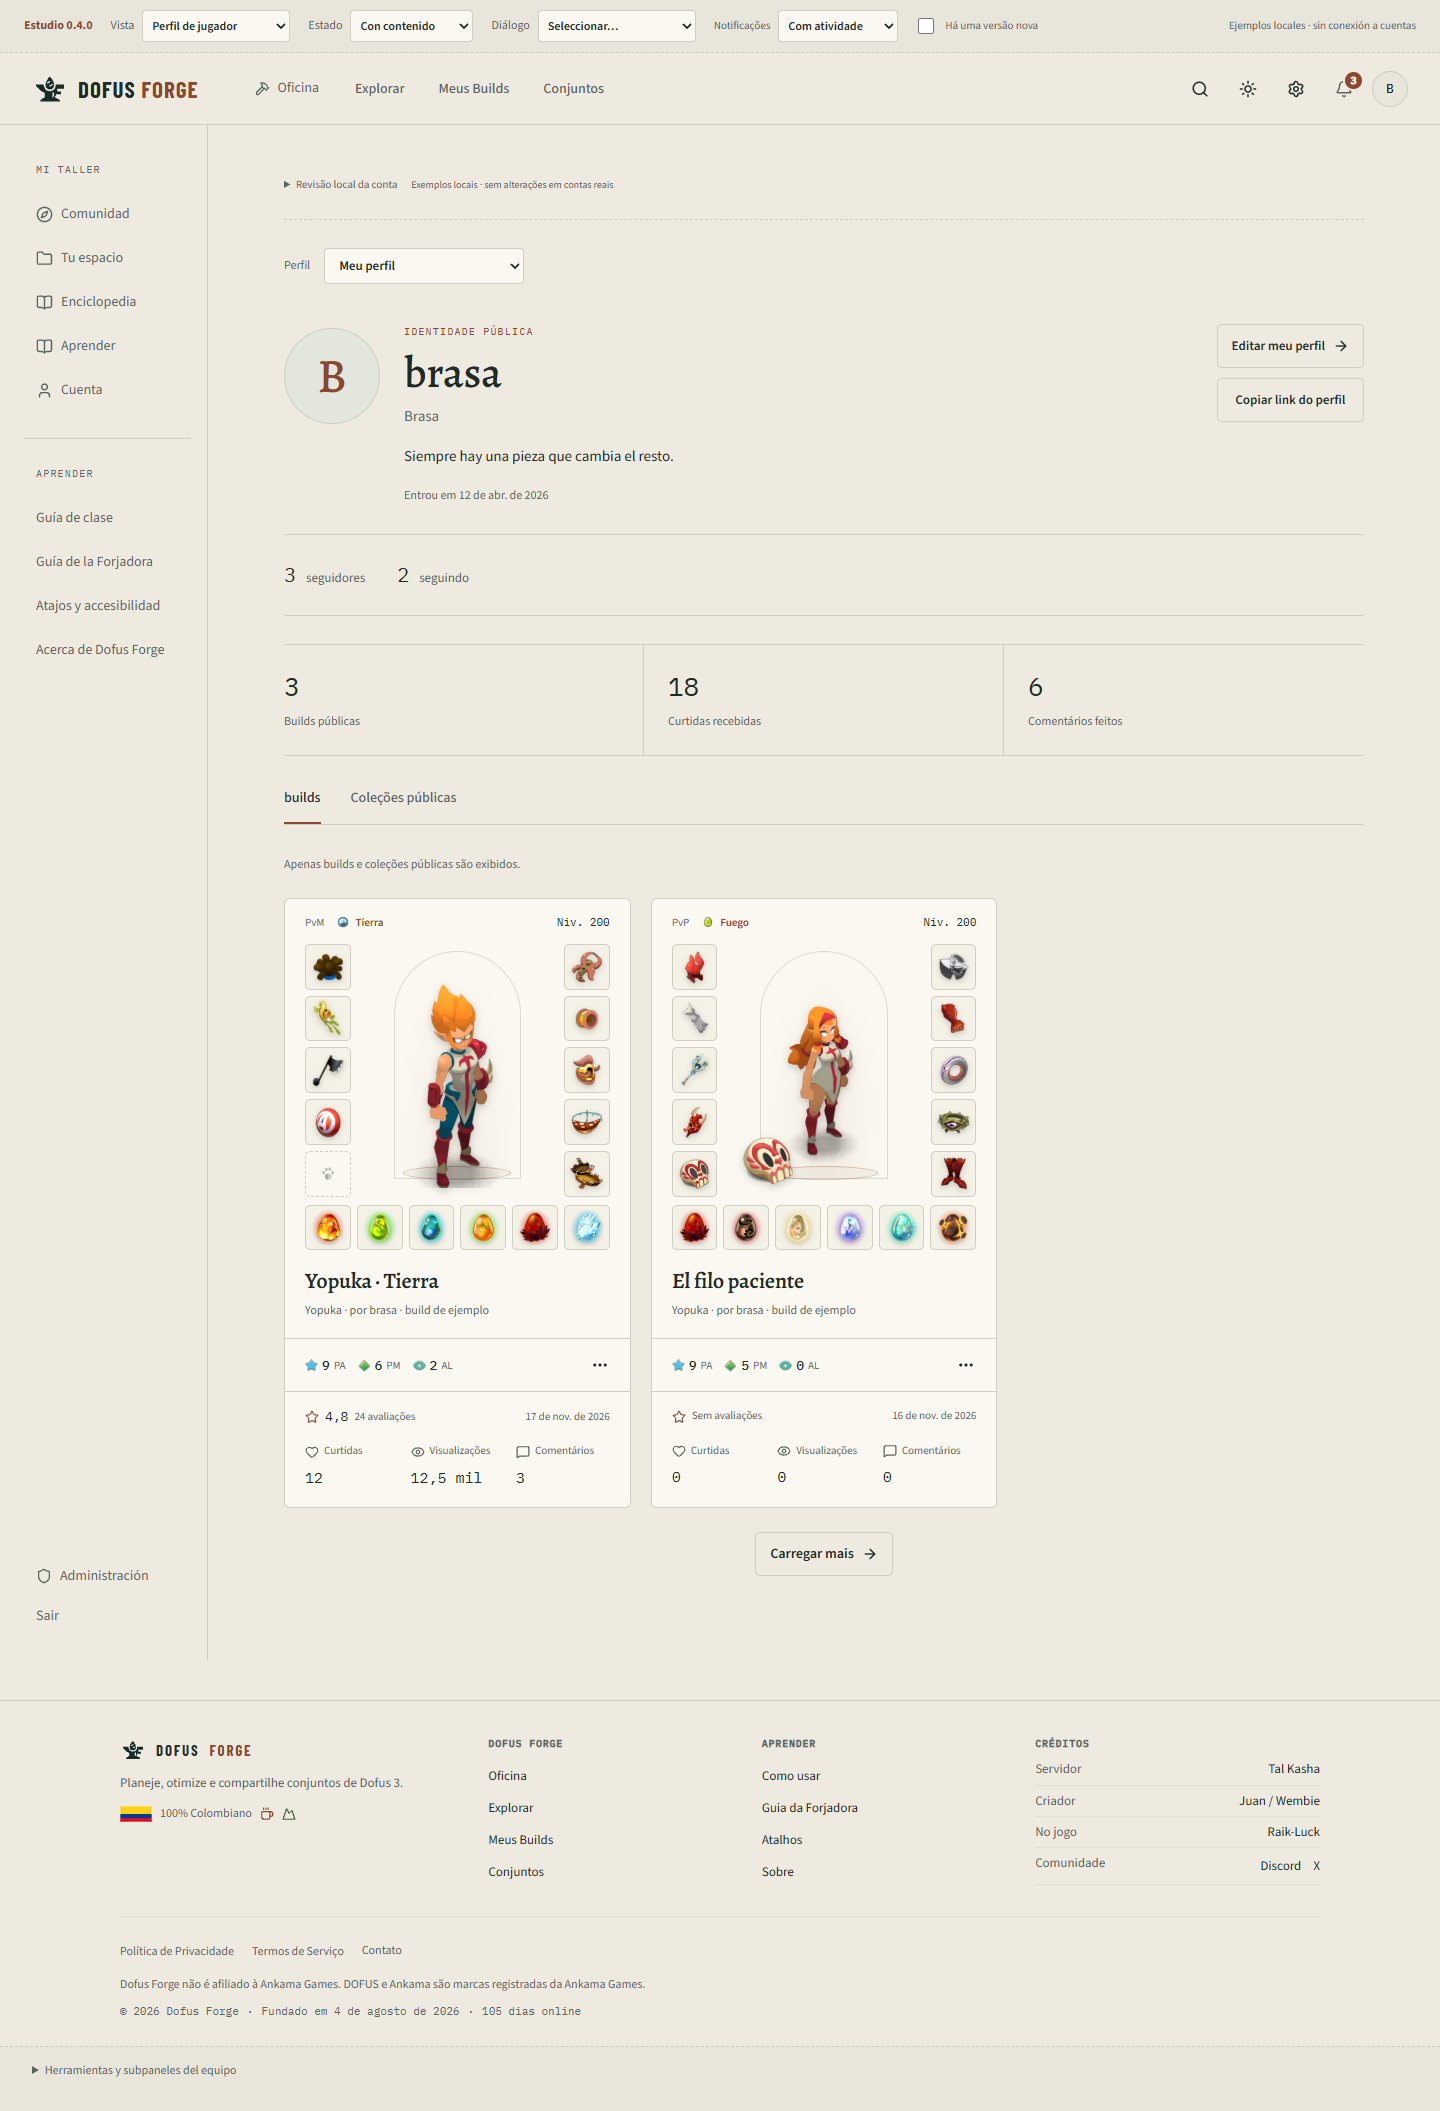 Estudio 0.4.0 Vista Perfil de jugador Estado Con contenido Diálogo Seleccionar... Notificações Com atividade Há uma versão nova Ejemplos locales · sin conexión a cuentas
DOFUS FORGE Oficina Explorar Meus Builds Conjuntos 3 B
MI TALLER
Comunidad
Tu espacio
Enciclopedia
Aprender
Cuenta
APRENDER
Guía de clase
Guía de la Forjadora
Atajos y accesibilidad
Acerca de Dofus Forge
Administración
Sair
Revisão local da conta Exemplos locais · sem alterações em contas reais
Perfil Meu perfil
B
IDENTIDADE PÚBLICA
brasa
Brasa
Siempre hay una pieza que cambia el resto.
Entrou em 12 de abr. de 2026
Editar meu perfil
Copiar link do perfil
3 seguidores 2 seguindo
3
Builds públicas
18
Curtidas recebidas
6
Comentários feitos
builds Coleções públicas
Apenas builds e coleções públicas são exibidos.
PvM Tierra Niv. 200
Yopuka · Tierra
Yopuka · por brasa · build de ejemplo
9 PA 6 PM 2 AL
4,8 24 avaliações 17 de nov. de 2026
Curtidas Visualizações Comentários
12 12,5 mil 3
PvP Fuego Niv. 200
El filo paciente
Yopuka · por brasa · build de ejemplo
9 PA 5 PM 0 AL
Sem avaliações 16 de nov. de 2026
Curtidas Visualizações Comentários
0 0 0
Carregar mais
DOFUS FORGE
Planeje, otimize e compartilhe conjuntos de Dofus 3.
100% Colombiano
DOFUS FORGE
Oficina
Explorar
Meus Builds
Conjuntos
APRENDER
Como usar
Guia da Forjadora
Atalhos
Sobre
CRÉDITOS
Servidor Tal Kasha
Criador Juan / Wembie
No jogo Raik-Luck
Comunidade Discord X
Política de Privacidade Termos de Serviço Contato
Dofus Forge não é afiliado à Ankama Games. DOFUS e Ankama são marcas registradas da Ankama Games.
© 2026 Dofus Forge · Fundado em 4 de agosto de 2026 · 105 dias online
Herramientas y subpaneles del equipo